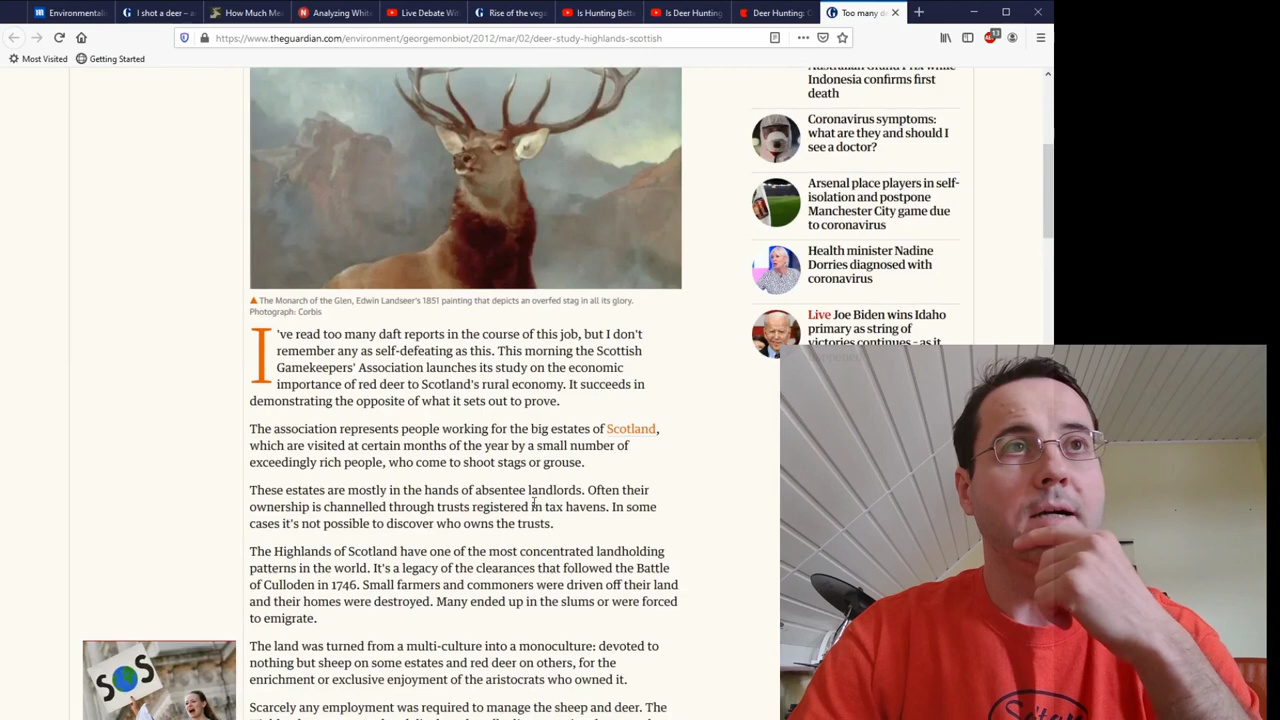 Environmentali
I shot a deer – a
How Much Mea
Analyzing White
Live Debate Wit
Rise of the vega
Is Hunting Bett
Is Deer Hunting
Deer Hunting: C
Too many d
https://www.theguardian.com/environment/georgemonbiot/2012/mar/02/deer-study-highlands-scottish
13
Most Visited
Getting Started
Australian Grand Prix while
Indonesia confirms first
death
Coronavirus symptoms:
what are they and should I
see a doctor?
Arsenal place players in self-
isolation and postpone
Manchester City game due
to coronavirus
Health minister Nadine
Dorries diagnosed with
coronavirus
Live Joe Biden wins Idaho
primary as string of
victories continues – as it
The Monarch of the Glen, Edwin Landseer's 1851 painting that depicts an overfed stag in all its glory.
Photograph: Corbis
I 've read too many daft reports in the course of this job, but I don't
remember any as self-defeating as this. This morning the Scottish
Gamekeepers' Association launches its study on the economic
importance of red deer to Scotland's rural economy. It succeeds in
demonstrating the opposite of what it sets out to prove.
The association represents people working for the big estates of Scotland,
which are visited at certain months of the year by a small number of
exceedingly rich people, who come to shoot stags or grouse.
These estates are mostly in the hands of absentee landlords. Often their
ownership is channelled through trusts registered in tax havens. In some
cases it's not possible to discover who owns the trusts.
The Highlands of Scotland have one of the most concentrated landholding
patterns in the world. It's a legacy of the clearances that followed the Battle
of Culloden in 1746. Small farmers and commoners were driven off their land
and their homes were destroyed. Many ended up in the slums or were forced
to emigrate.
The land was turned from a multi-culture into a monoculture: devoted to
nothing but sheep on some estates and red deer on others, for the
enrichment or exclusive enjoyment of the aristocrats who owned it.
Scarcely any employment was required to manage the sheep and deer. The
SOS
Satan